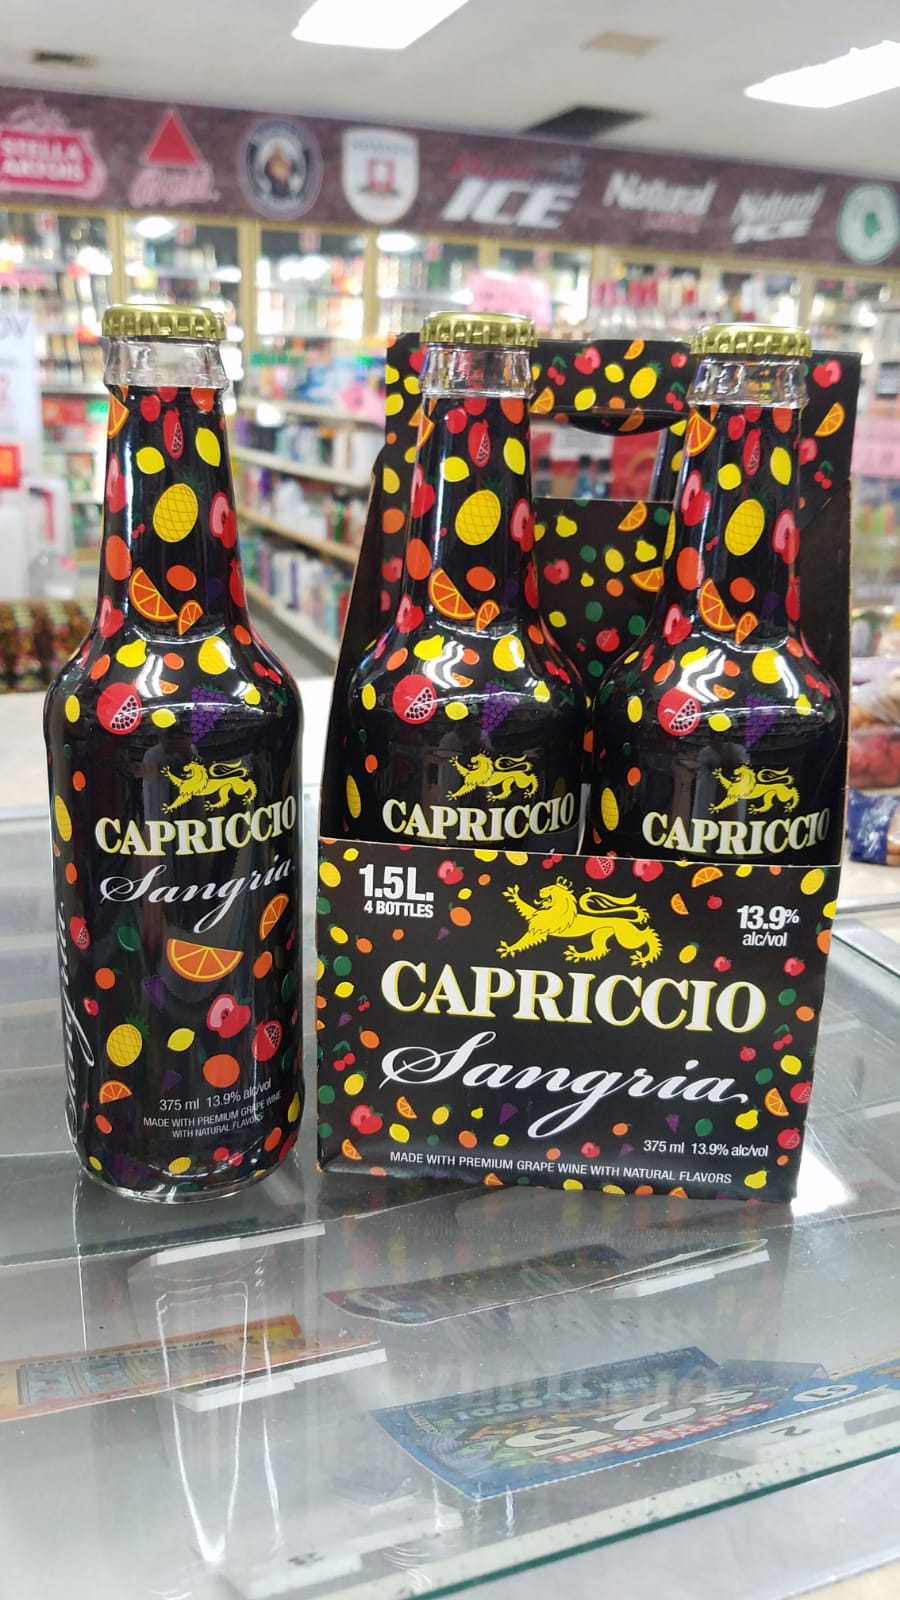 STELLA
ARTOIS
ICE
Natural
Natural
ICE
CAPRICCIO
Sangria
375 ml 13.9% alc/vol
MADE WITH PREMIUM GRAPE WINE
WITH NATURAL FLAVORS
Sangria
CAPRICCIO
CAPRICCIO
1.5L.
4 BOTTLES
13.9%
alc/vol
CAPRICCIO
Sangria
375 ml 13.9% alc/vol
MADE WITH PREMIUM GRAPE WINE WITH NATURAL FLAVORS